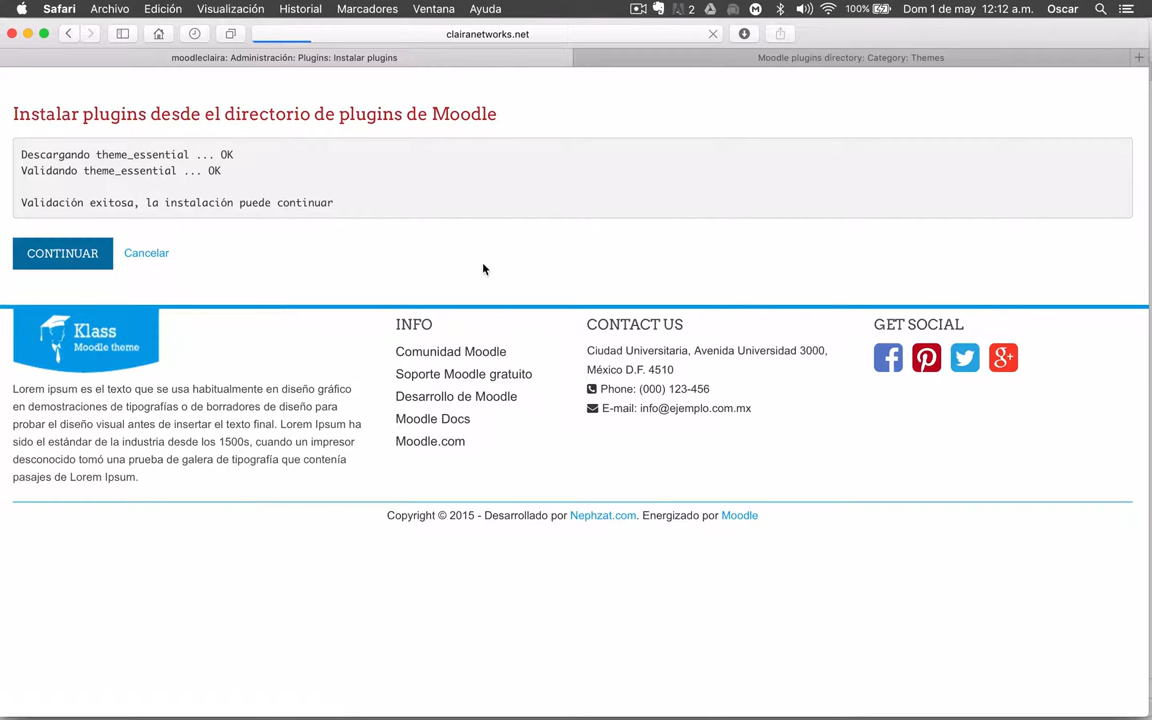 Safari Archivo Edición Visualización Historial Marcadores Ventana Ayuda 2 100% Dom 1 de may 12:12 a.m. Oscar
clairanetworks.net
moodleclaira: Administración: Plugins: Instalar plugins
Moodle plugins directory: Category: Themes
Instalar plugins desde el directorio de plugins de Moodle
Descargando theme_essential ... OK
Validando theme_essential ... OK
Validación exitosa, la instalación puede continuar
CONTINUAR Cancelar
Klass
Moodle theme
Lorem ipsum es el texto que se usa habitualmente en diseño gráfico
en demostraciones de tipografías o de borradores de diseño para
probar el diseño visual antes de insertar el texto final. Lorem Ipsum ha
sido el estándar de la industria desde los 1500s, cuando un impresor
desconocido tomó una prueba de galera de tipografía que contenía
pasajes de Lorem Ipsum.
INFO
Comunidad Moodle
Soporte Moodle gratuito
Desarrollo de Moodle
Moodle Docs
Moodle.com
CONTACT US
Ciudad Universitaria, Avenida Universidad 3000,
México D.F. 4510
Phone: (000) 123-456
E-mail: info@ejemplo.com.mx
GET SOCIAL
Copyright © 2015 - Desarrollado por Nephzat.com. Energizado por Moodle